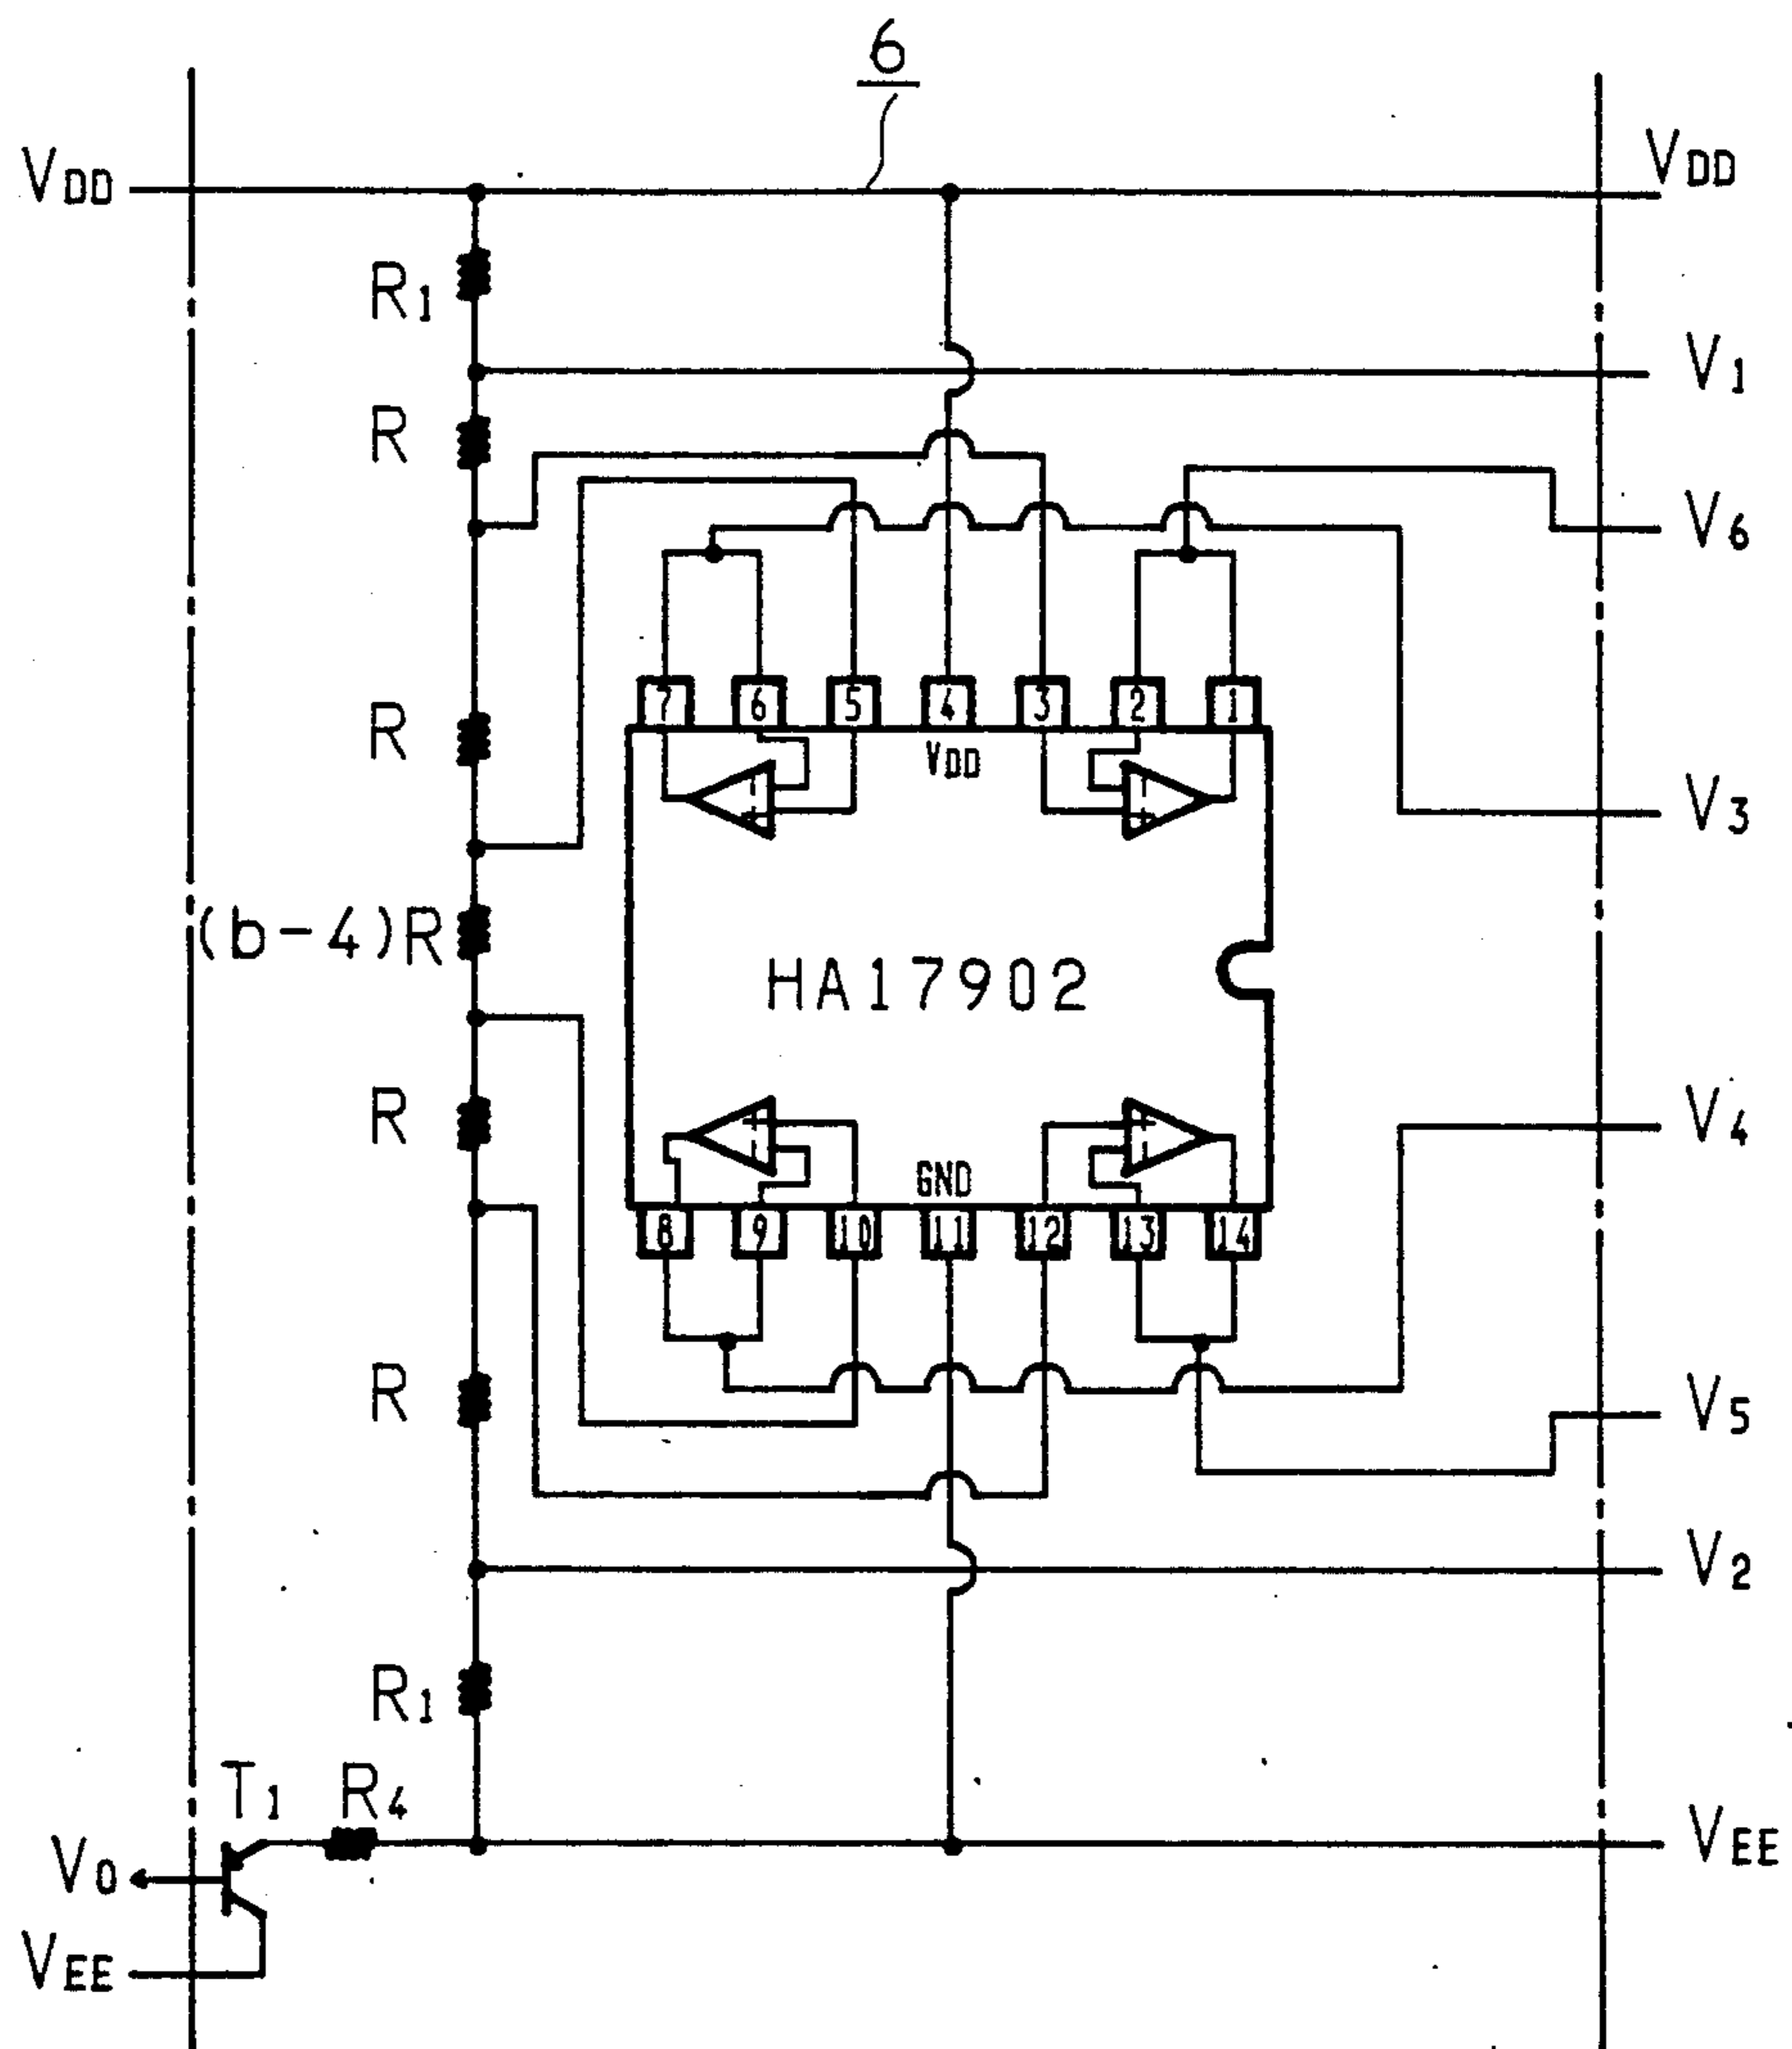 6
VDD VDD
R1
V1
R
V6
7 6 5 4 3 2 1
R
VDD
V3
(b-4)R
HA17902
R
V4
GND
8 9 10 11 12 13 14
R
V5
V2
R1
T1 R4
VEE
V0
VEE